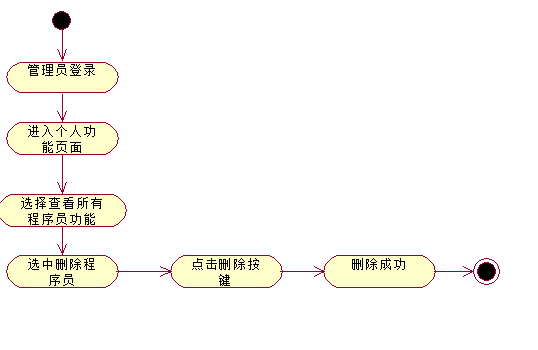 管理员登录
进入个人功
能页面
选择查看所有
程序员功能
选中删除程
序员
点击删除按
键
删除成功